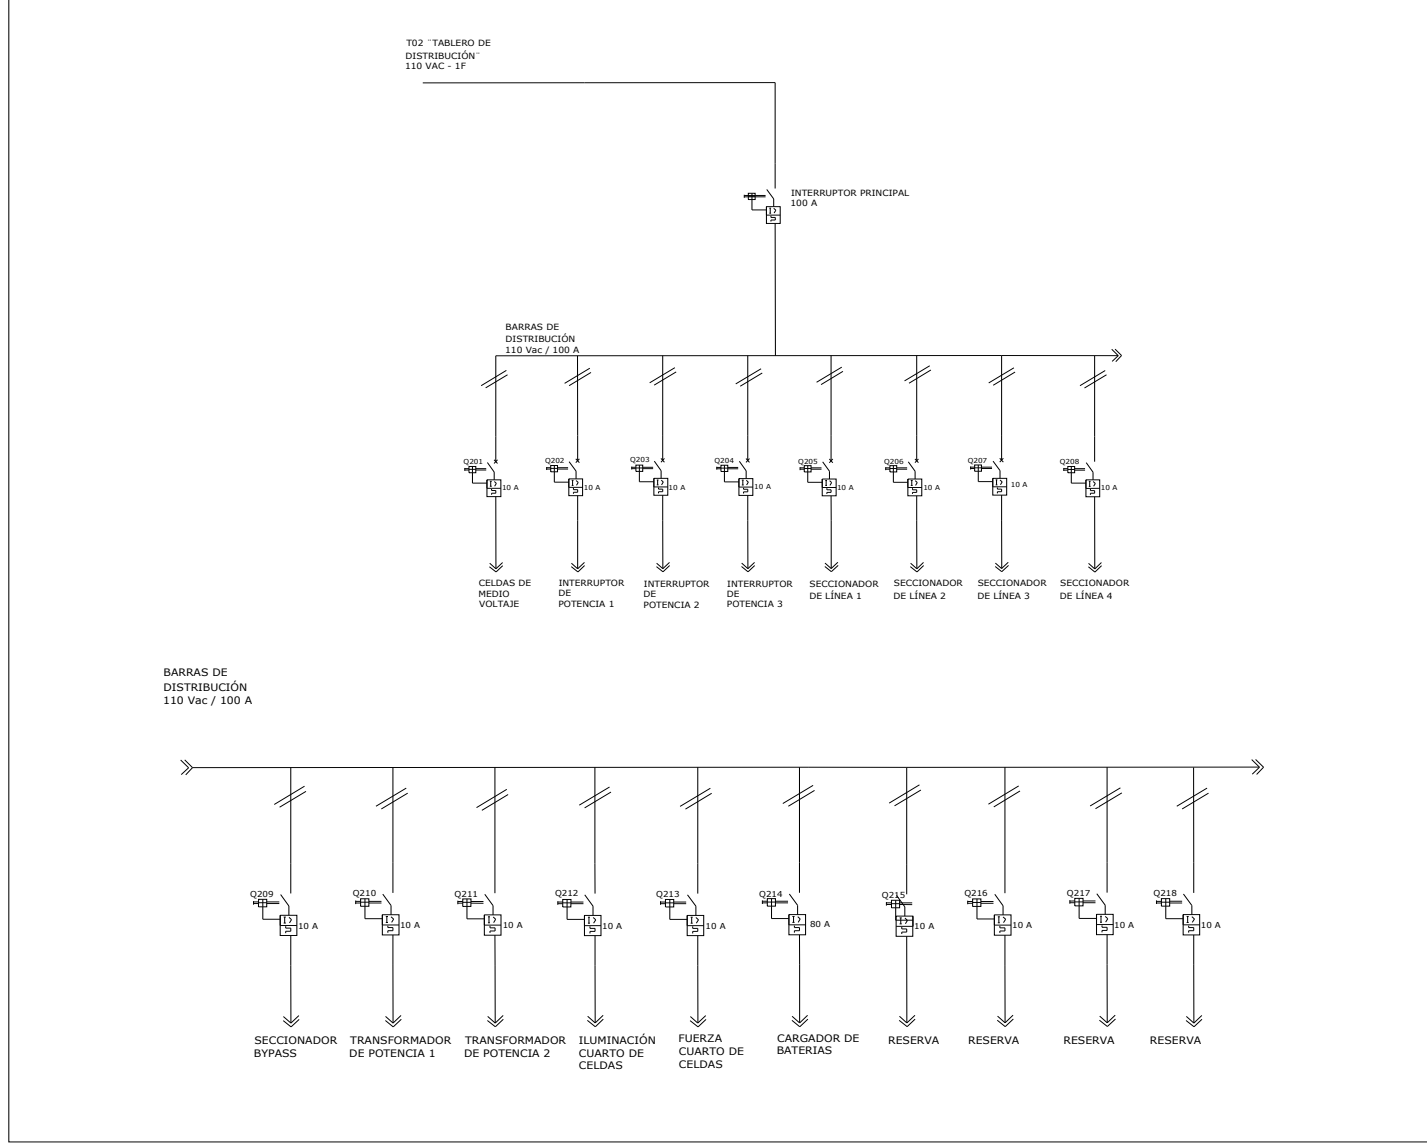 T02 ¨TABLERO DE
DISTRIBUCIÓN¨
110 VAC - 1F
INTERRUPTOR PRINCIPAL
100 A
BARRAS DE
DISTRIBUCIÓN
110 Vac / 100 A
Q201
10 A
Q202
10 A
Q203
10 A
Q204
10 A
Q205
10 A
Q206
10 A
Q207
10 A
Q208
10 A
CELDAS DE
MEDIO
VOLTAJE
INTERRUPTOR
DE
POTENCIA 1
INTERRUPTOR
DE
POTENCIA 2
INTERRUPTOR
DE
POTENCIA 3
SECCIONADOR
DE LÍNEA 1
SECCIONADOR
DE LÍNEA 2
SECCIONADOR
DE LÍNEA 3
SECCIONADOR
DE LÍNEA 4
BARRAS DE
DISTRIBUCIÓN
110 Vac / 100 A
Q209
10 A
Q210
10 A
Q211
10 A
Q212
10 A
Q213
10 A
Q214
80 A
Q215
10 A
Q216
10 A
Q217
10 A
Q218
10 A
SECCIONADOR
BYPASS
TRANSFORMADOR
DE POTENCIA 1
TRANSFORMADOR
DE POTENCIA 2
ILUMINACIÓN
CUARTO DE
CELDAS
FUERZA
CUARTO DE
CELDAS
CARGADOR DE
BATERIAS
RESERVA
RESERVA
RESERVA
RESERVA